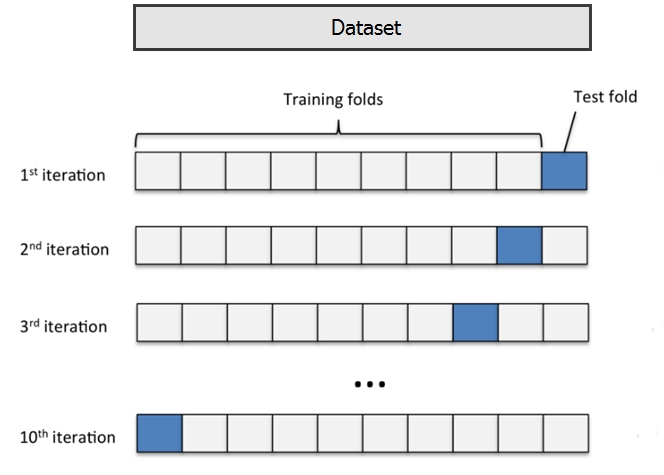 Dataset
Training folds
Test fold
1st iteration
2nd iteration
3rd iteration
...
10th iteration